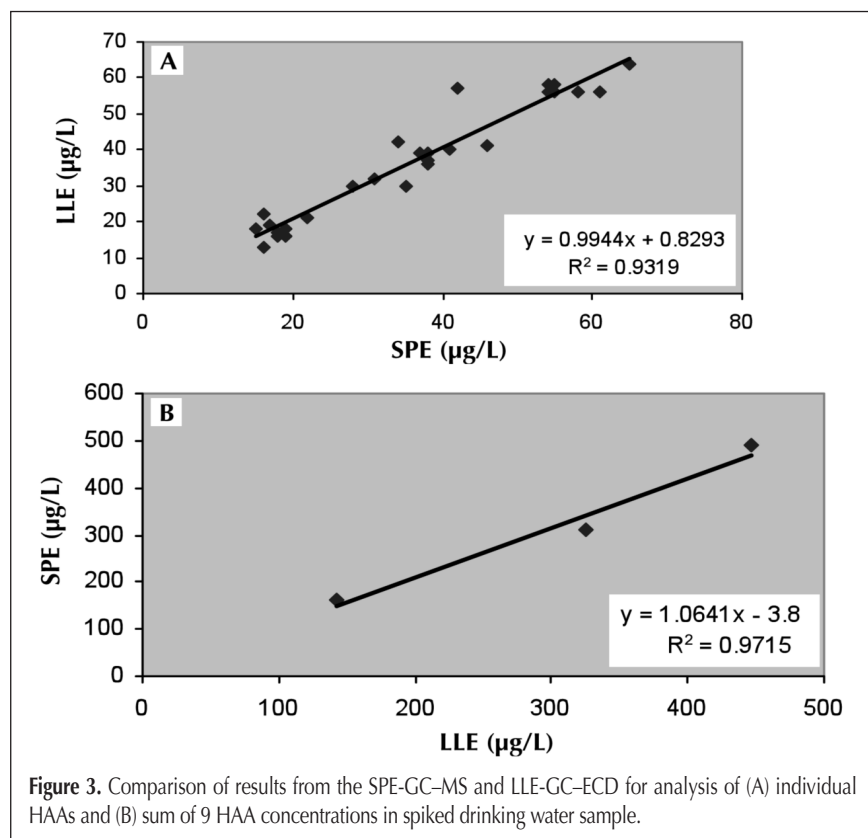 A
70
60
50
40
30
20
10
0
LLE (µg/L)
y = 0.9944x + 0.8293
R² = 0.9319
0 20 40 60 80
SPE (µg/L)
B
600
500
400
300
200
100
0
SPE (µg/L)
y = 1.0641x - 3.8
R² = 0.9715
0 100 200 300 400 500
LLE (µg/L)
Figure 3. Comparison of results from the SPE-GC–MS and LLE-GC–ECD for analysis of (A) individual
HAAs and (B) sum of 9 HAA concentrations in spiked drinking water sample.